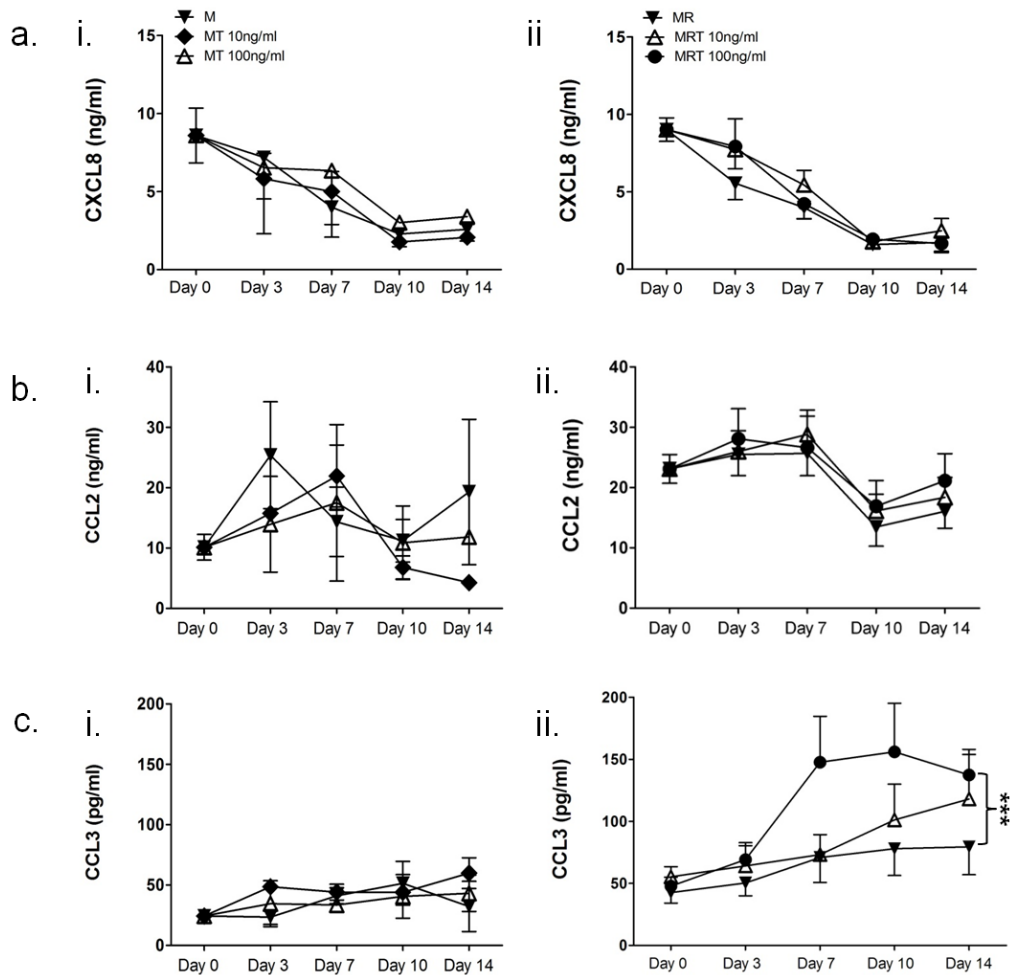 a.
i.
M
MT 10ng/ml
MT 100ng/ml
CXCL8 (ng/ml)
15
10
5
0
Day 0 Day 3 Day 7 Day 10 Day 14
ii
MR
MRT 10ng/ml
MRT 100ng/ml
CXCL8 (ng/ml)
15
10
5
0
Day 0 Day 3 Day 7 Day 10 Day 14
b.
i.
CCL2 (ng/ml)
40
30
20
10
0
Day 0 Day 3 Day 7 Day 10 Day 14
ii.
CCL2 (ng/ml)
40
30
20
10
0
Day 0 Day 3 Day 7 Day 10 Day 14
c.
i.
CCL3 (pg/ml)
200
150
100
50
0
Day 0 Day 3 Day 7 Day 10 Day 14
ii.
CCL3 (pg/ml)
200
150
100
50
0
***
Day 0 Day 3 Day 7 Day 10 Day 14